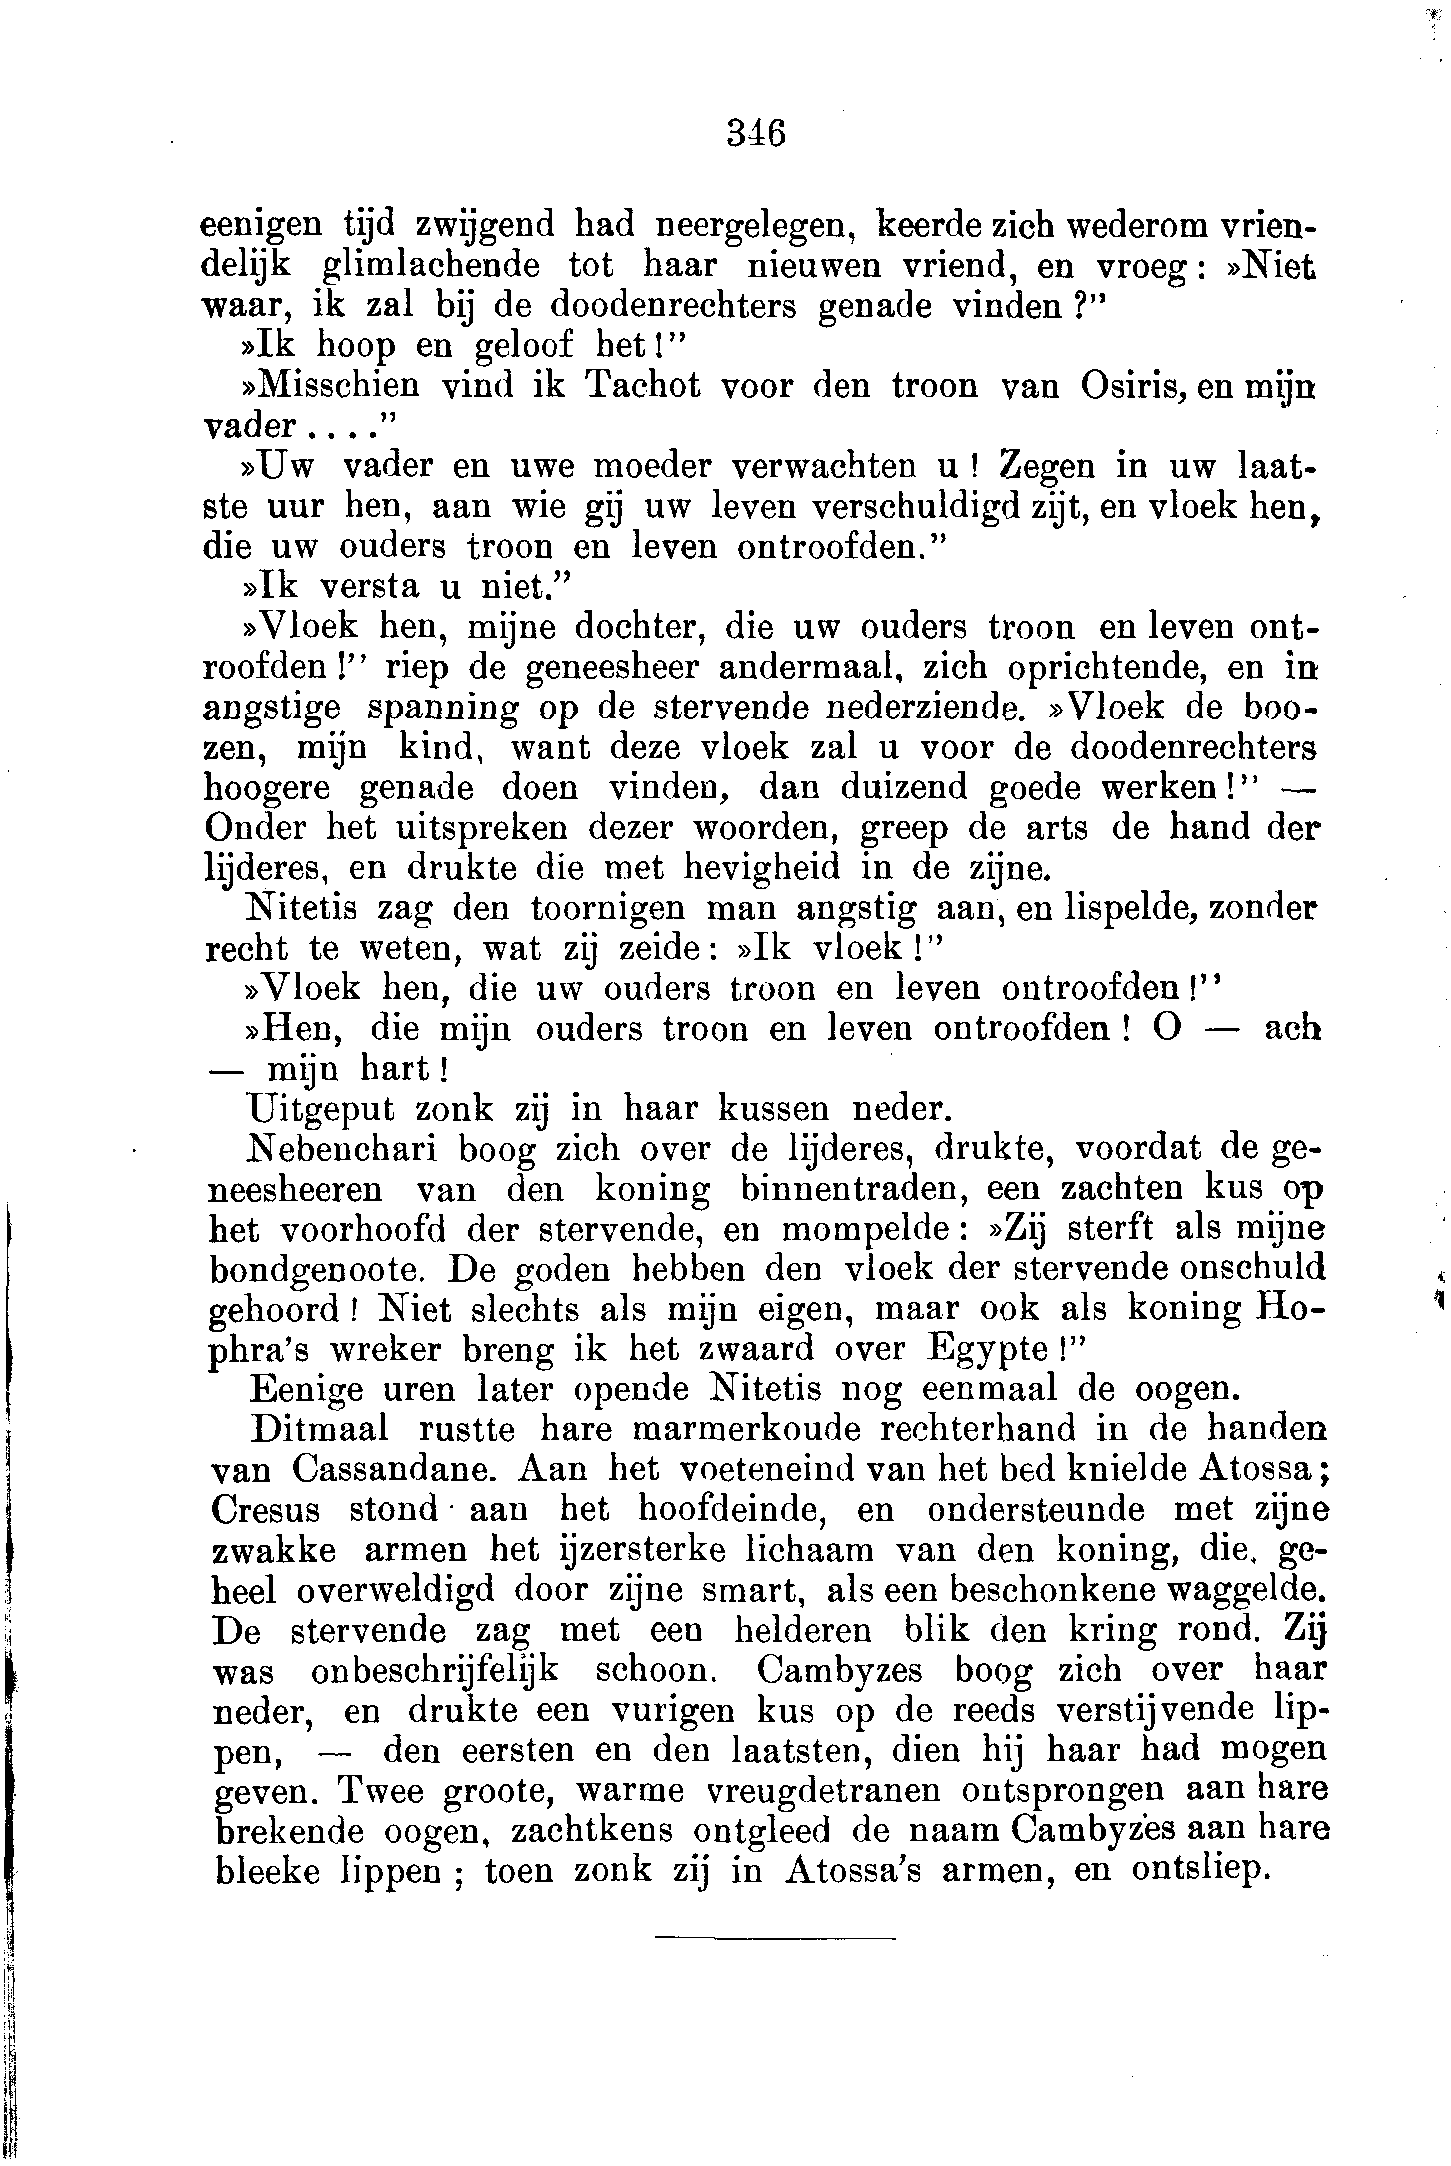 346
eenigen tijd zwijgend had neergelegen, keerde zich wederom vrien-
delijk glimlachende tot haar nieuwen vriend, en vroeg: »Niet
waar, ik zal bij de doodenrechters genade vinden?"
»Ik hoop en geloof het!"
»Misschien vind ik Tachot voor den troon van Osiris, en mijn
vader...."
»Uw vader en uwe moeder verwachten u! Zegen in uw laat-
ste uur hen, aan wie gij uw leven verschuldigd zijt, en vloek hen,
die uw ouders troon en leven ontroofden."
»Ik versta u niet."
»Vloek hen, mijne dochter, die uw ouders troon en leven ont-
roofden!" riep de geneesheer andermaal, zich oprichtende, en in
angstige spanning op de stervende nederziende. »Vloek de boo-
zen, mijn kind, want deze vloek zal u voor de doodenrechters
hoogere genade doen vinden, dan duizend goede werken!" —
Onder het uitspreken dezer woorden, greep de arts de hand der
lijderes, en drukte die met hevigheid in de zijne.
Nitetis zag den toornigen man angstig aan, en lispelde, zonder
recht te weten, wat zij zeide: »Ik vloek!"
»Vloek hen, die uw ouders troon en leven ontroofden!"
»Hen, die mijn ouders troon en leven ontroofden! O — ach
— mijn hart!
Uitgeput zonk zij in haar kussen neder.
Nebenchari boog zich over de lijderes, drukte, voordat de ge-
neesheeren van den koning binnentraden, een zachten kus op
het voorhoofd der stervende, en mompelde: »Zij sterft als mijne
bondgenoote. De goden hebben den vloek der stervende onschuld
gehoord! Niet slechts als mijn eigen, maar ook als koning Ho-
phra's wreker breng ik het zwaard over Egypte!"
Eenige uren later opende Nitetis nog eenmaal de oogen.
Ditmaal rustte hare marmerkoude rechterhand in de handen
van Cassandane. Aan het voeteneind van het bed knielde Atossa;
Cresus stond aan het hoofdeinde, en ondersteunde met zijne
zwakke armen het ijzersterke lichaam van den koning, die, ge-
heel overweldigd door zijne smart, als een beschonkene waggelde.
De stervende zag met een helderen blik den kring rond. Zij
was onbeschrijfelijk schoon. Cambyzes boog zich over haar
neder, en drukte een vurigen kus op de reeds verstijvende lip-
pen, — den eersten en den laatsten, dien hij haar had mogen
geven. Twee groote, warme vreugdetranen ontsprongen aan hare
brekende oogen, zachtkens ontgleed de naam Cambyzes aan hare
bleeke lippen; toen zonk zij in Atossa's armen, en ontsliep.